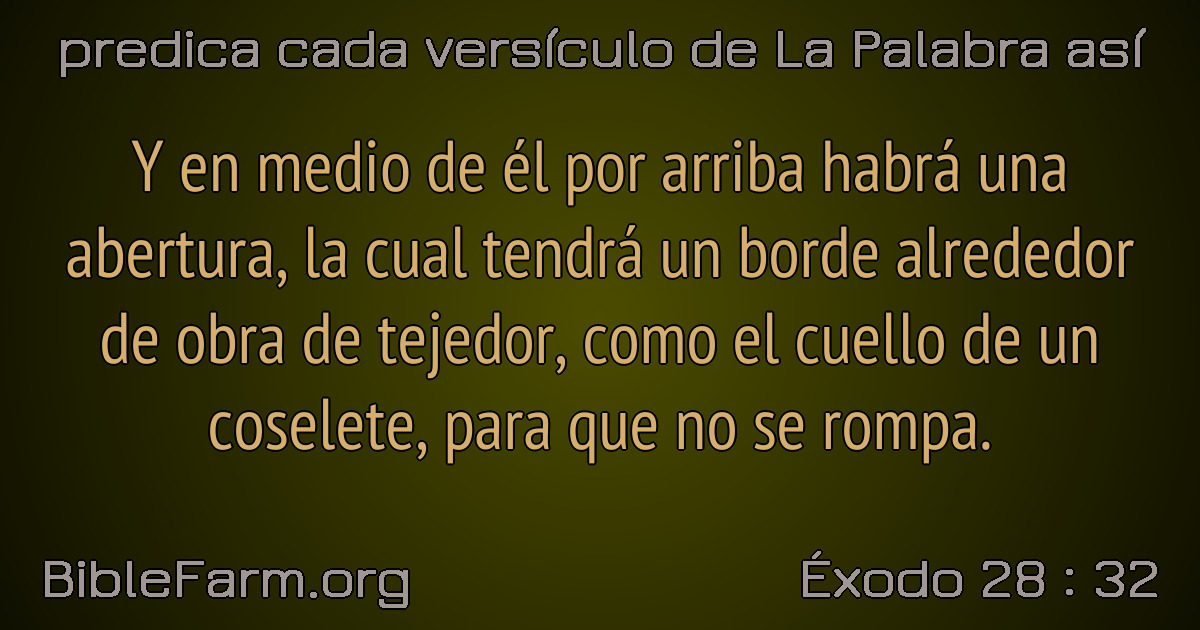 predica cada versículo de La Palabra así
Y en medio de él por arriba habrá una
abertura, la cual tendrá un borde alrededor
de obra de tejedor, como el cuello de un
coselete, para que no se rompa.
BibleFarm.org
Éxodo 28 : 32